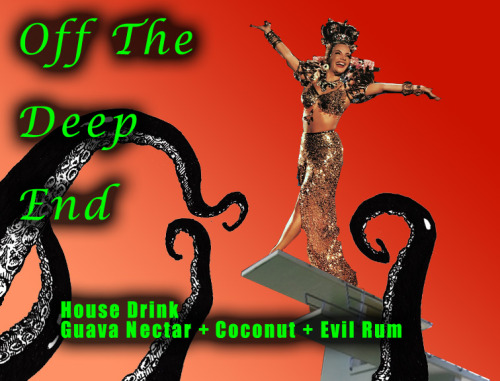 Off The
Deep
End
House Drink
Guava Nectar + Coconut + Evil Rum